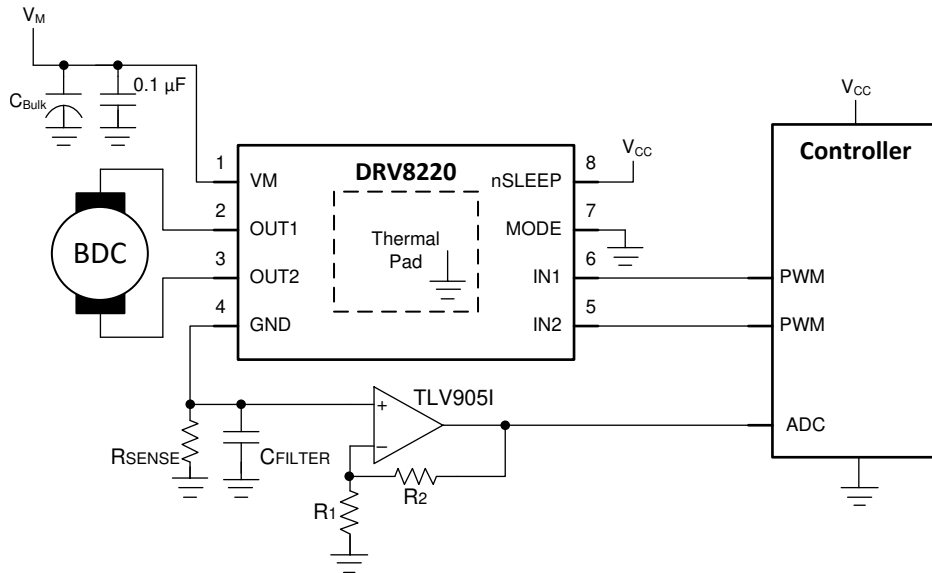 VM
CBulk
0.1 µF
VCC
Controller
DRV8220
1
VM
2
OUT1
3
OUT2
4
GND
8
nSLEEP
VCC
7
MODE
6
IN1
5
IN2
Thermal
Pad
BDC
PWM
PWM
ADC
TLV905I
RSENSE
CFILTER
R2
R1
+
−